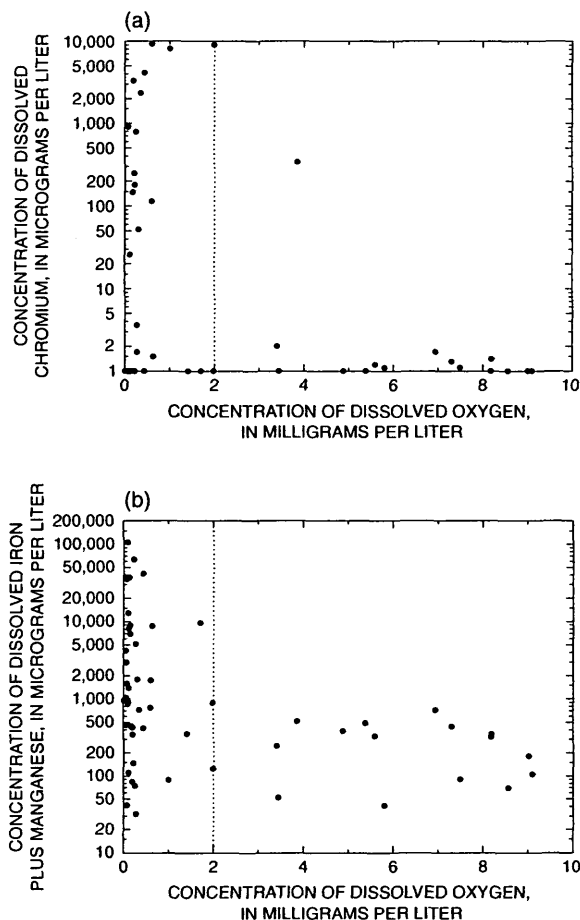 (a)
CONCENTRATION OF DISSOLVED
CHROMIUM, IN MICROGRAMS PER LITER
10,000
5,000
2,000
1,000
500
200
100
50
20
10
5
2
1
0 2 4 6 8 10
CONCENTRATION OF DISSOLVED OXYGEN,
IN MILLIGRAMS PER LITER
(b)
CONCENTRATION OF DISSOLVED IRON
PLUS MANGANESE, IN MICROGRAMS PER LITER
200,000
100,000
50,000
20,000
10,000
5,000
2,000
1,000
500
200
100
50
20
10
0 2 4 6 8 10
CONCENTRATION OF DISSOLVED OXYGEN,
IN MILLIGRAMS PER LITER